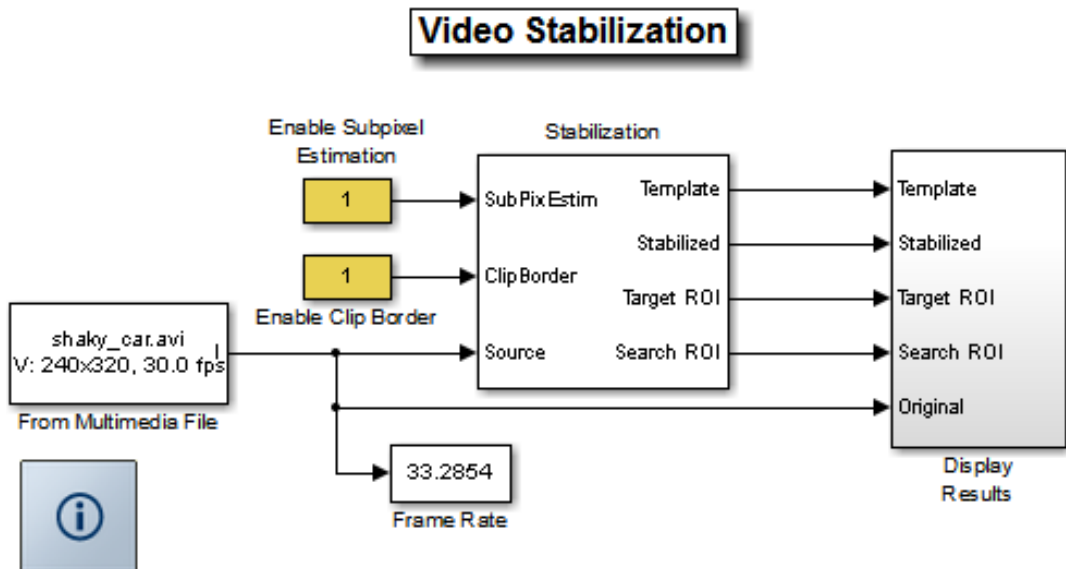 Video Stabilization
Enable Subpixel
Estimation
1
Stabilization
SubPixEstim
ClipBorder
Source
Template
Stabilized
Target ROI
Search ROI
Template
Stabilized
Target ROI
Search ROI
Original
Display
Results
1
Enable Clip Border
shaky_car.avi
I
V: 240x320, 30.0 fps
From Multimedia File
33.2854
Frame Rate
i